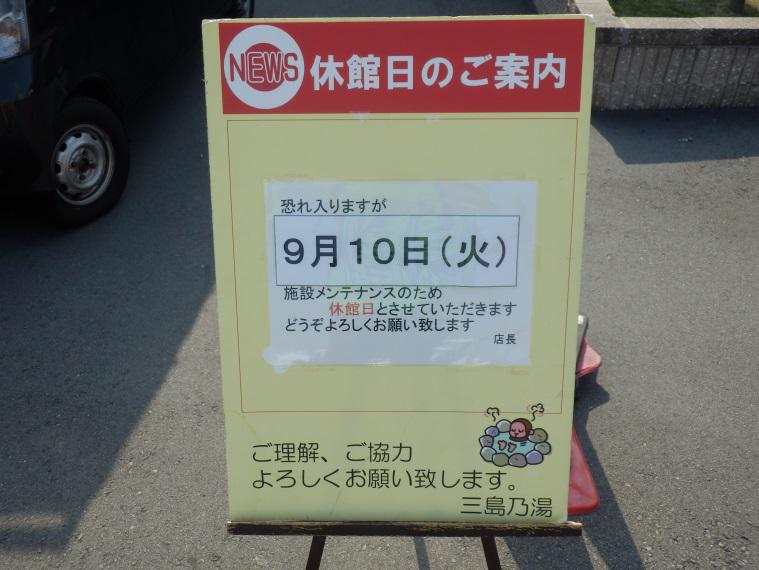 NEWS 休館日のご案内
恐れ入りますが
9月10日(火)
施設メンテナンスのため
休館日とさせていただきます
どうぞよろしくお願い致します
店長
ご理解、ご協力
よろしくお願い致します。
三島乃湯